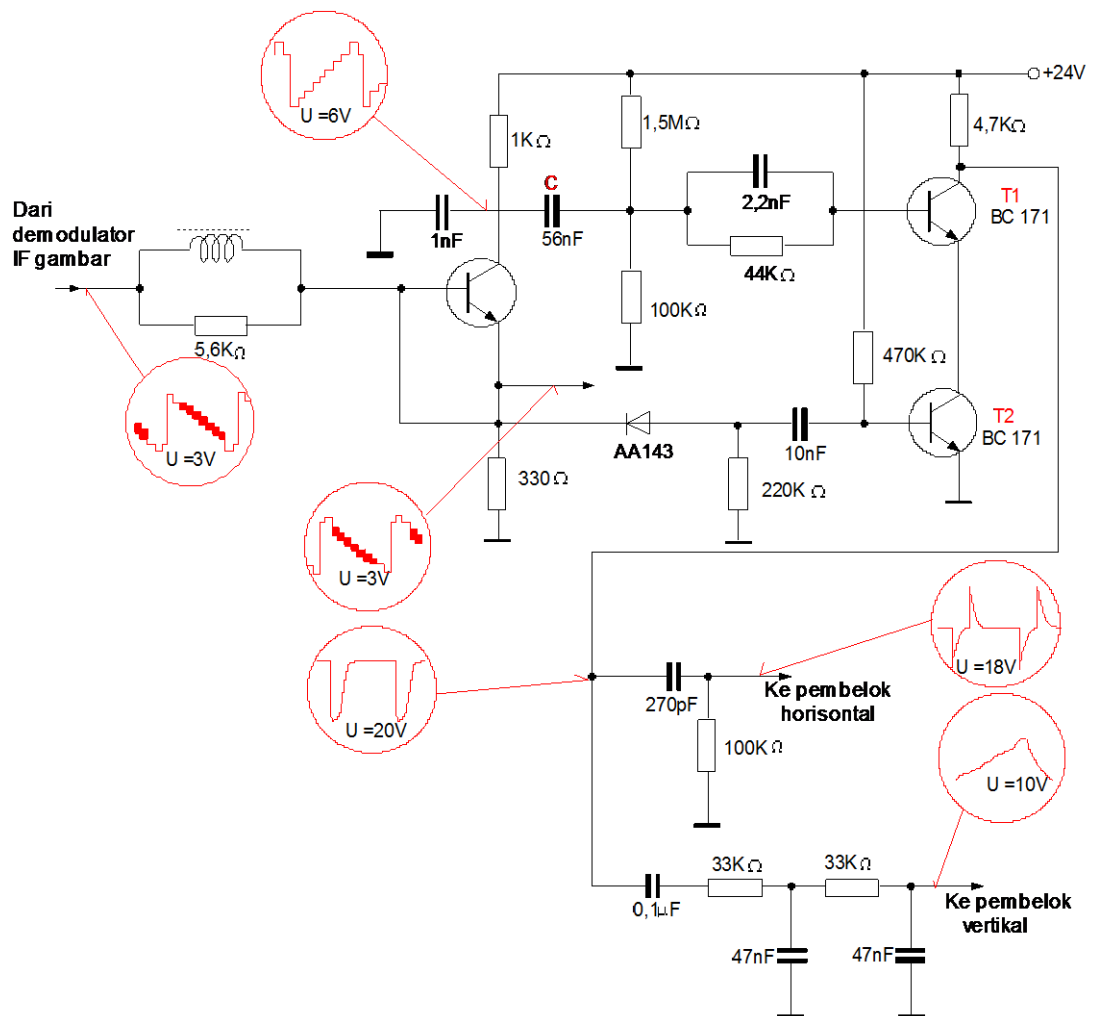 U =6V
+24V
1,5MΩ
4,7KΩ
1KΩ
C
2,2nF
T1
BC 171
Dari
demodulator
IF gambar
1nF
56nF
44KΩ
100KΩ
5,6KΩ
470K Ω
T2
BC 171
U =3V
AA143
10nF
330 Ω
220K Ω
U =3V
U =20V
U =18V
270pF
Ke pembelok
horisontal
100KΩ
U =10V
33KΩ
33KΩ
0,1µF
Ke pembelok
vertikal
47nF
47nF